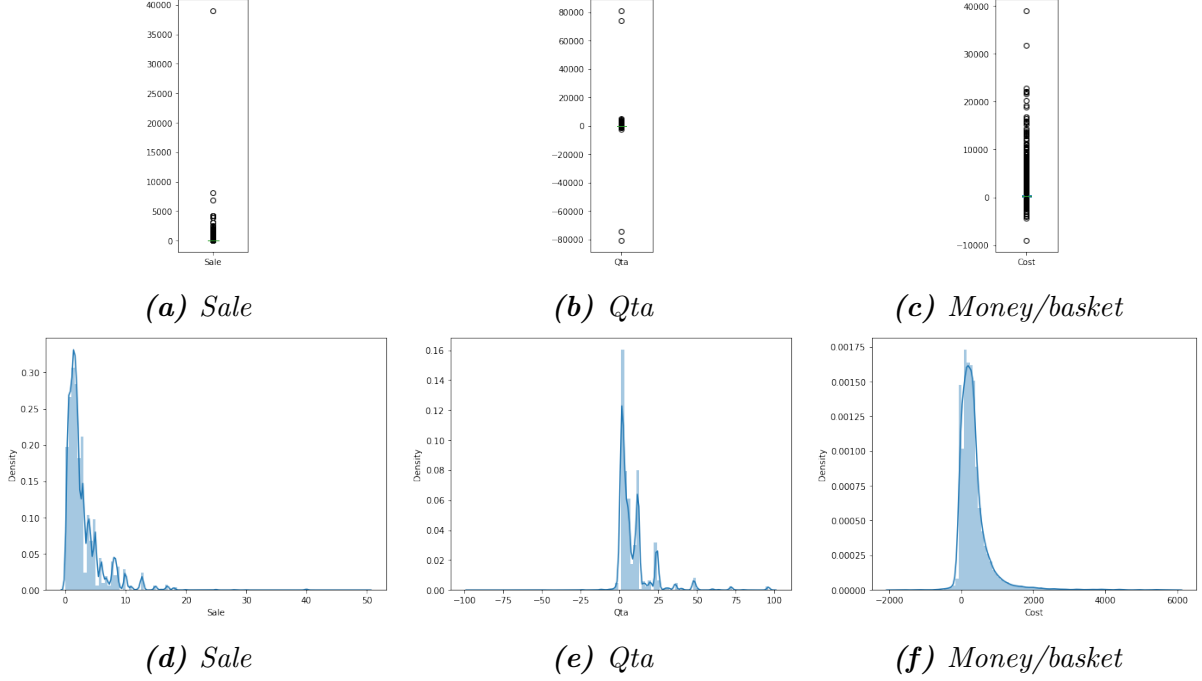 40000
35000
30000
25000
20000
15000
10000
5000
0
Sale
80000
60000
40000
20000
0
−20000
−40000
−60000
−80000
Qta
40000
30000
20000
10000
0
−10000
Cost
(a) Sale
(b) Qta
(c) Money/basket
0.30
0.25
0.20
0.15
0.10
0.05
0.00
Density
0 10 20 30 40 50
Sale
0.16
0.14
0.12
0.10
0.08
0.06
0.04
0.02
0.00
Density
−100 −75 −50 −25 0 25 50 75 100
Qta
0.00175
0.00150
0.00125
0.00100
0.00075
0.00050
0.00025
0.00000
Density
−2000 0 2000 4000 6000
Cost
(d) Sale
(e) Qta
(f) Money/basket